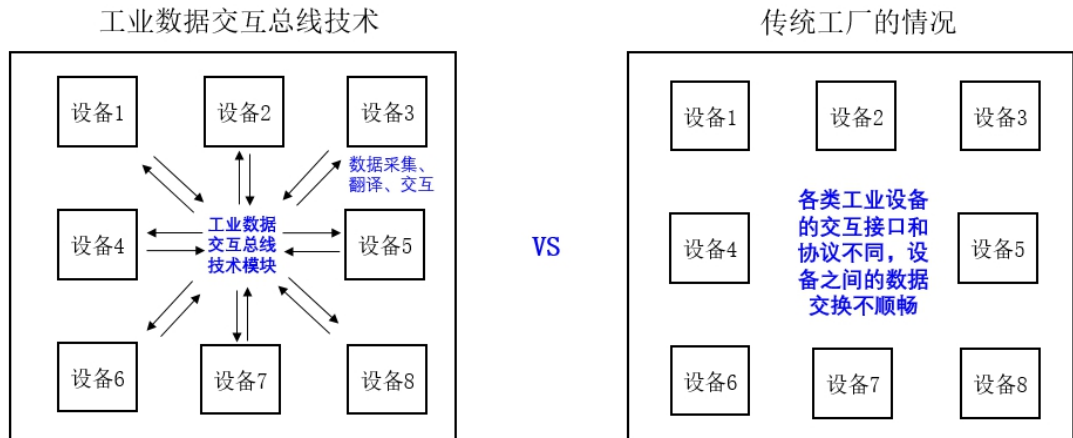 工业数据交互总线技术
传统工厂的情况
设备1
设备2
设备3
数据采集、
翻译、交互
设备4
工业数据
交互总线
技术模块
设备5
设备6
设备7
设备8
VS
设备1
设备2
设备3
设备4
各类工业设备
的交互接口和
协议不同，设
备之间的数据
交换不顺畅
设备5
设备6
设备7
设备8